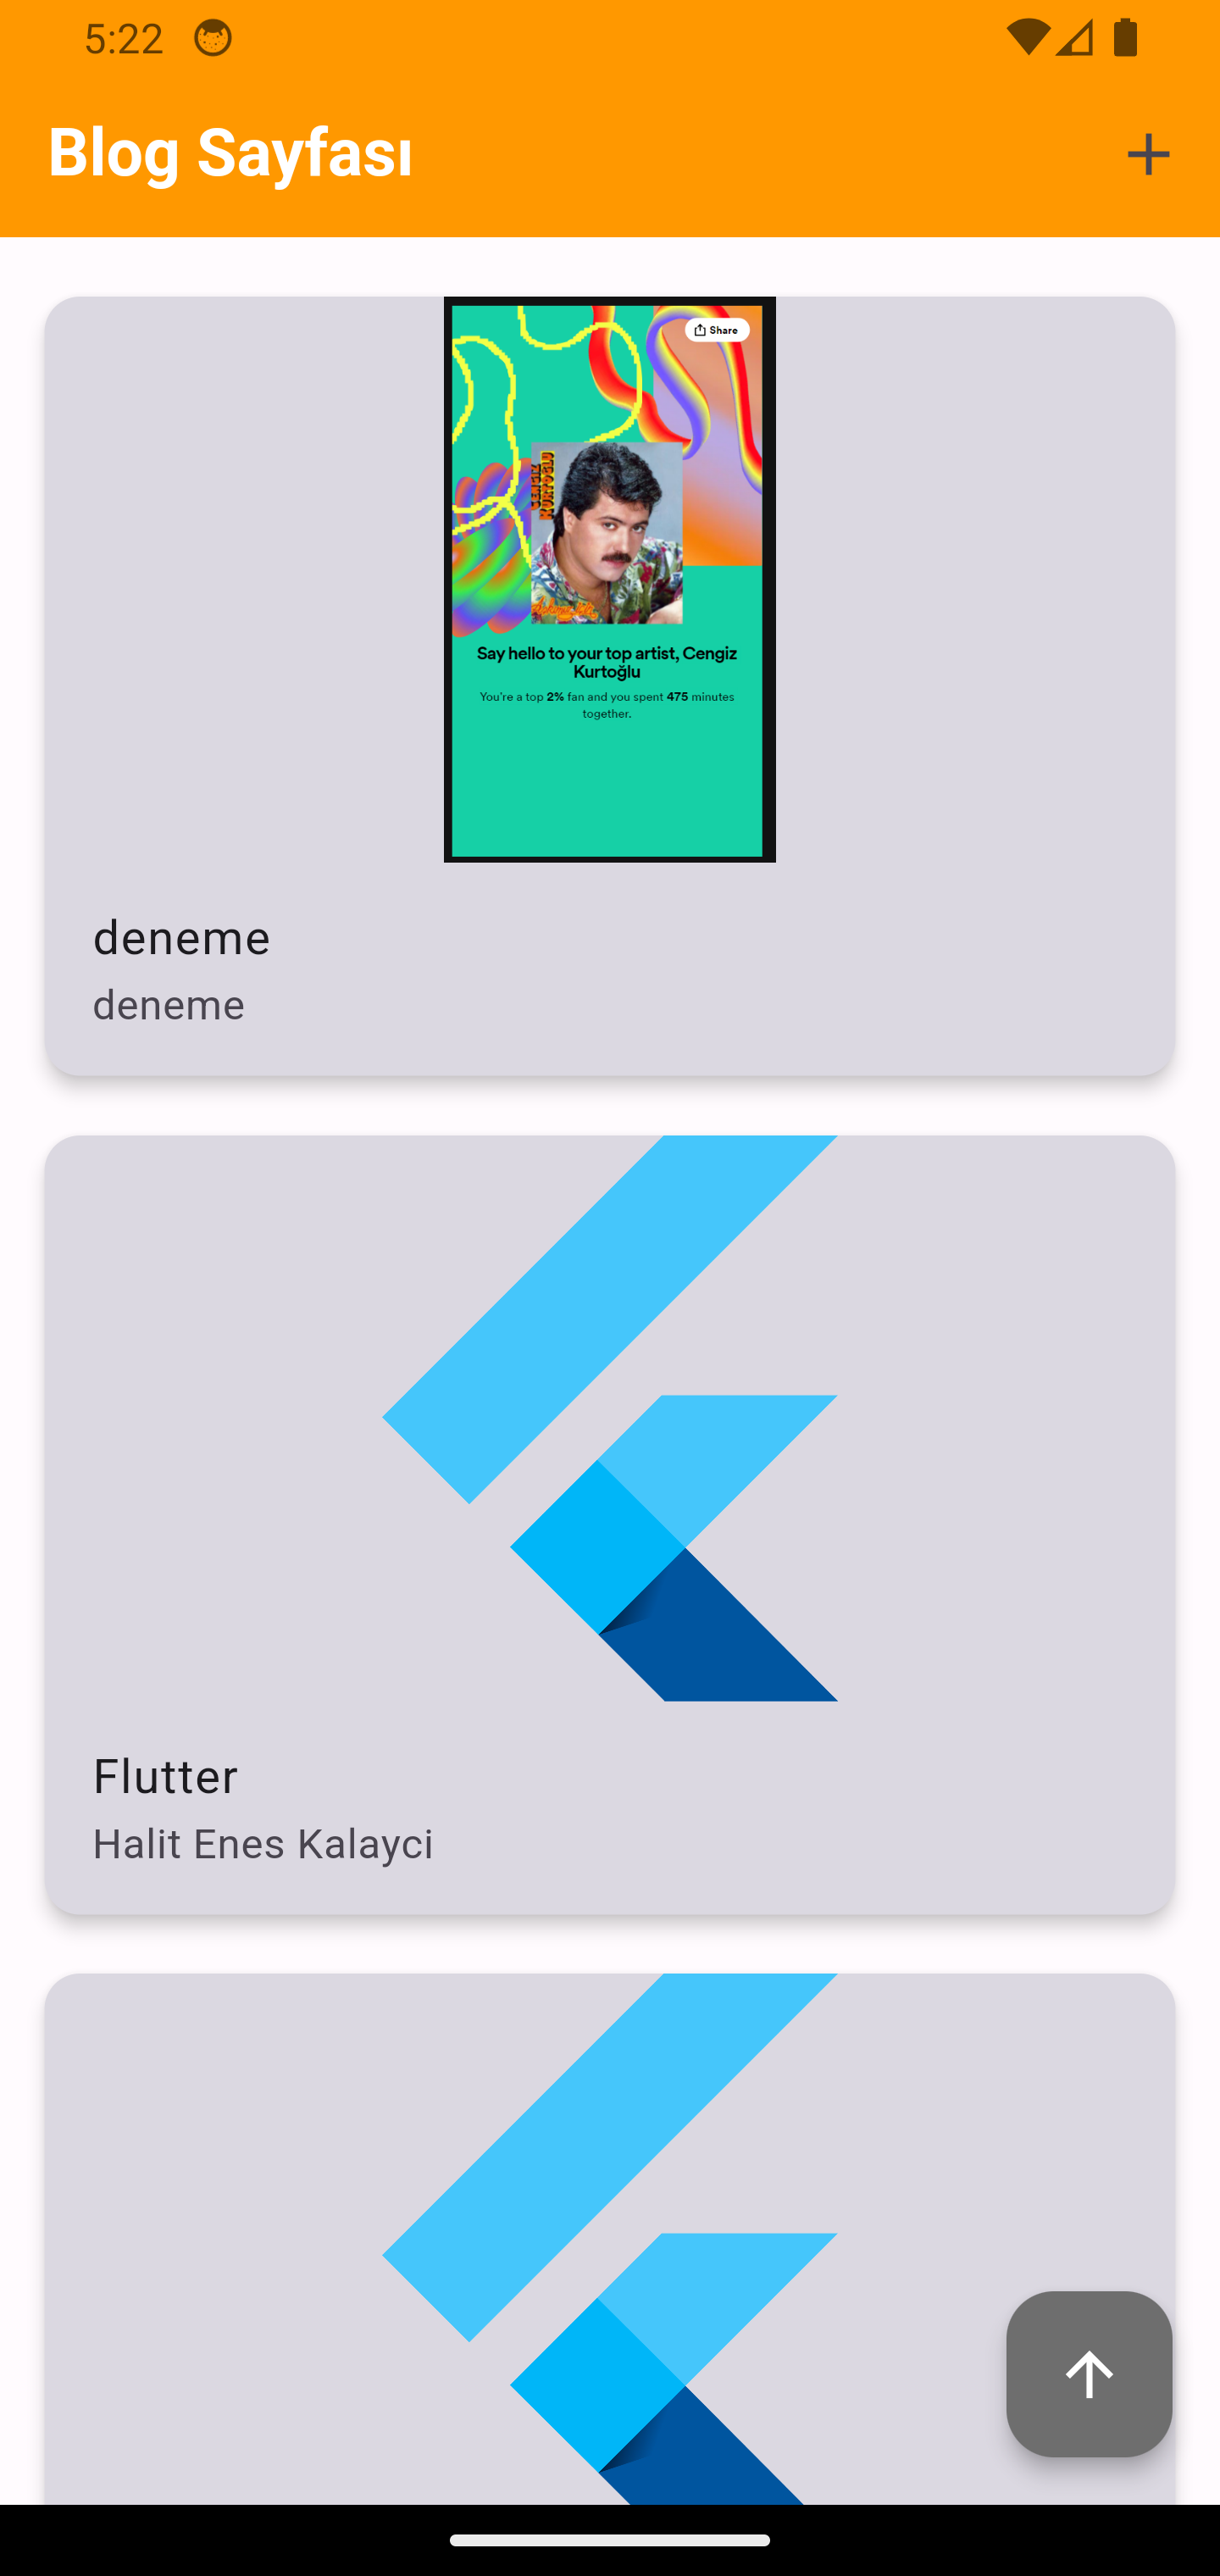 5:22
Blog Sayfası
Share
CENGİZ
KURTOĞLU
Say hello to your top artist, Cengiz
Kurtoğlu
You're a top 2% fan and you spent 475 minutes
together.
deneme
deneme
Flutter
Halit Enes Kalayci